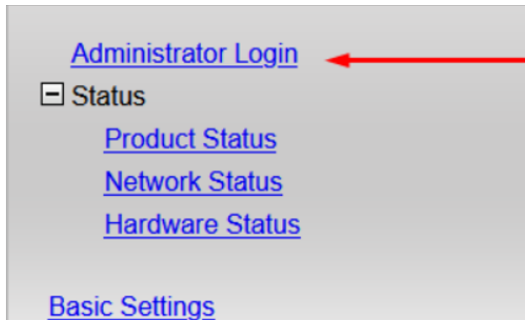 Administrator Login
Status
Product Status
Network Status
Hardware Status
Basic Settings